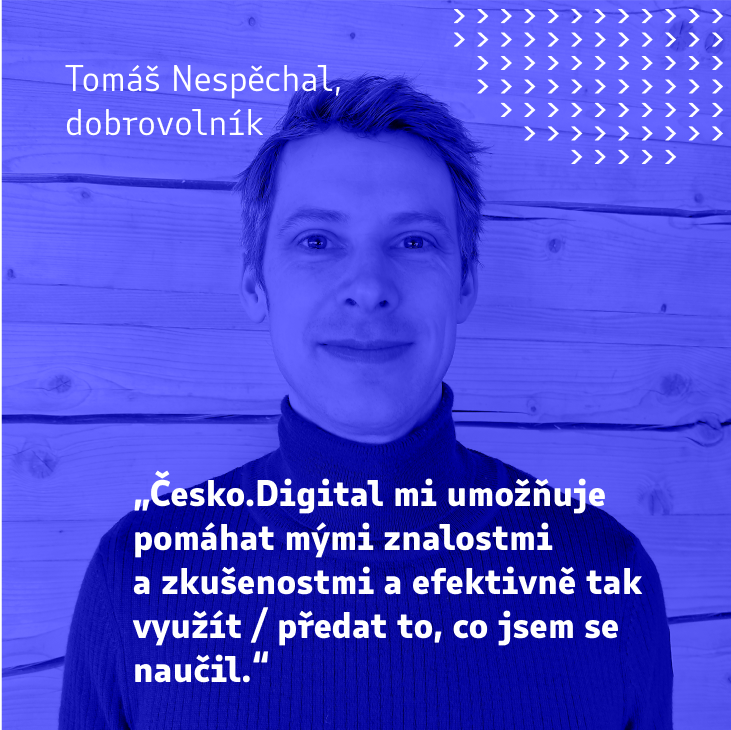 Tomáš Nespěchal,
dobrovolník
„Česko.Digital mi umožňuje
pomáhat mými znalostmi
a zkušenostmi a efektivně tak
využít / předat to, co jsem se
naučil.“